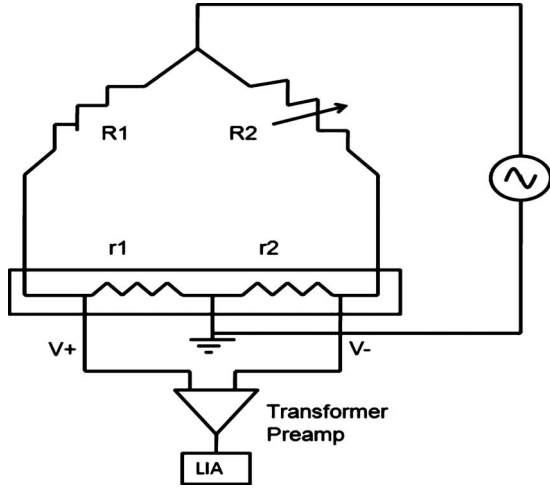 R1
R2
r1
r2
V+
V-
Transformer
Preamp
LIA